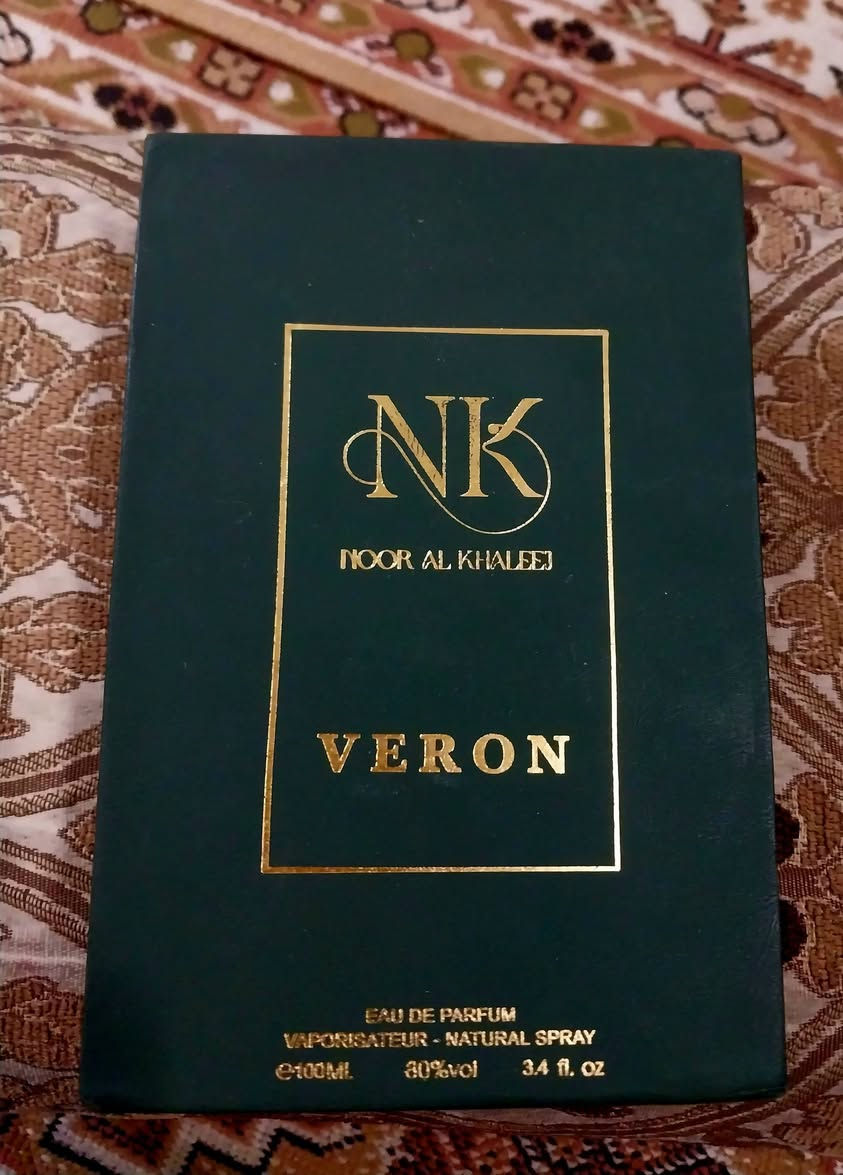 NK
NOOR AL KHALEEJ
VERON
EAU DE PARFUM
VAPORISATEUR - NATURAL SPRAY
℮100ML 80%vol 3.4 fl. oz